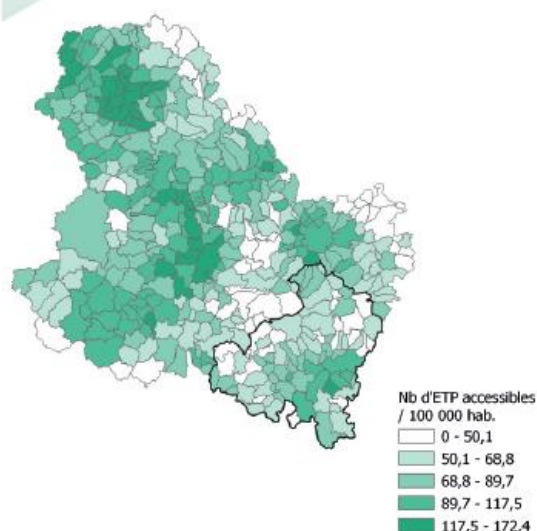 Nb d'ETP accessibles
/ 100 000 hab.
0 - 50,1
50,1 - 68,8
68,8 - 89,7
89,7 - 117,5
117,5 - 172,4